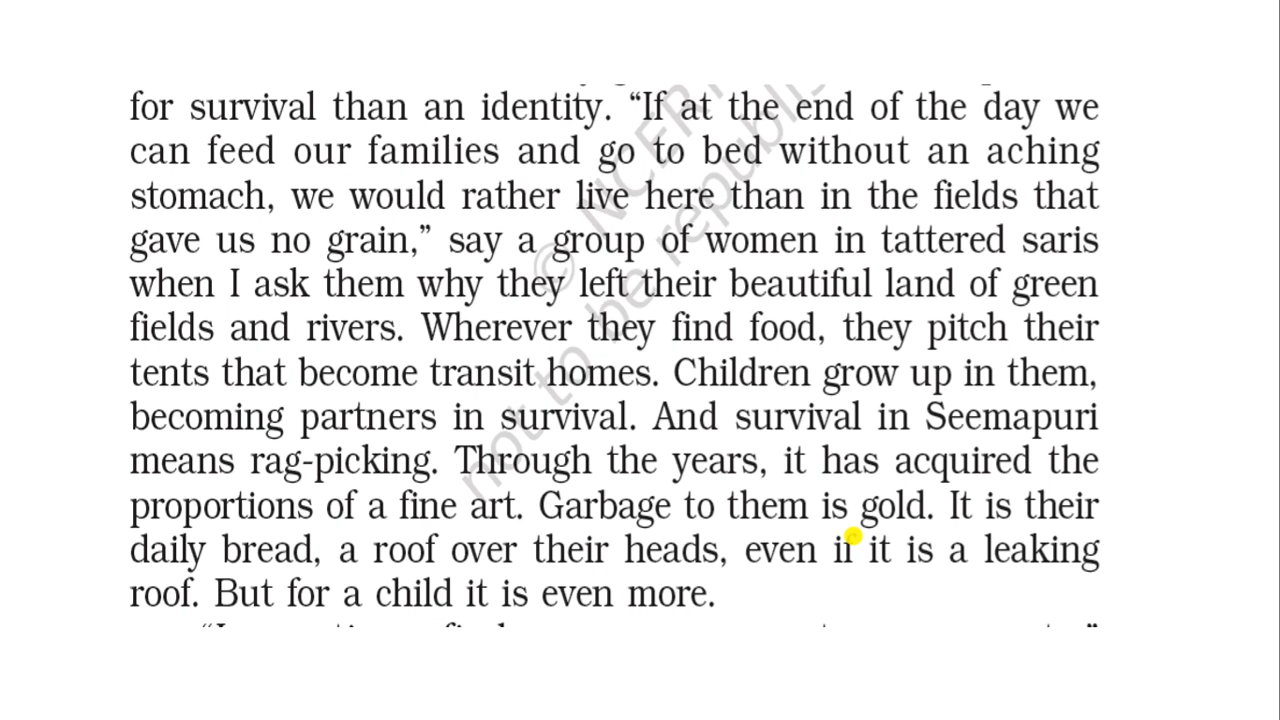 for survival than an identity. “If at the end of the day we
can feed our families and go to bed without an aching
stomach, we would rather live here than in the fields that
gave us no grain,” say a group of women in tattered saris
when I ask them why they left their beautiful land of green
fields and rivers. Wherever they find food, they pitch their
tents that become transit homes. Children grow up in them,
becoming partners in survival. And survival in Seemapuri
means rag-picking. Through the years, it has acquired the
proportions of a fine art. Garbage to them is gold. It is their
daily bread, a roof over their heads, even if it is a leaking
roof. But for a child it is even more.
© NCERT
not to be republis